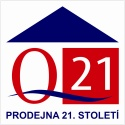 Q 21
PRODEJNA 21. STOLETÍ